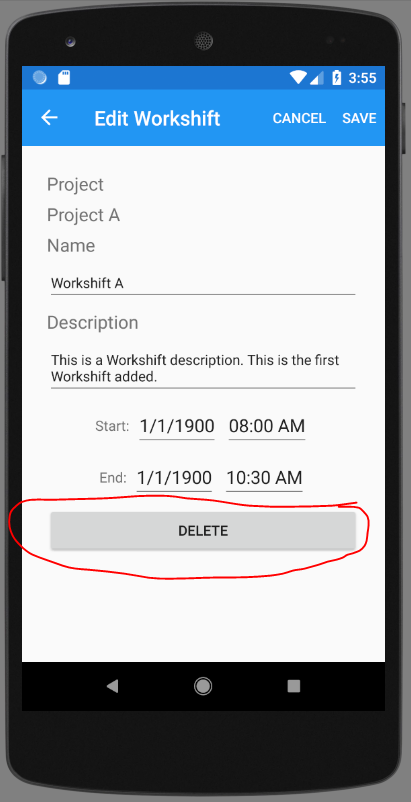 3:55
Edit Workshift CANCEL SAVE
Project
Project A
Name
Workshift A
Description
This is a Workshift description. This is the first
Workshift added.
Start: 1/1/1900 08:00 AM
End: 1/1/1900 10:30 AM
DELETE